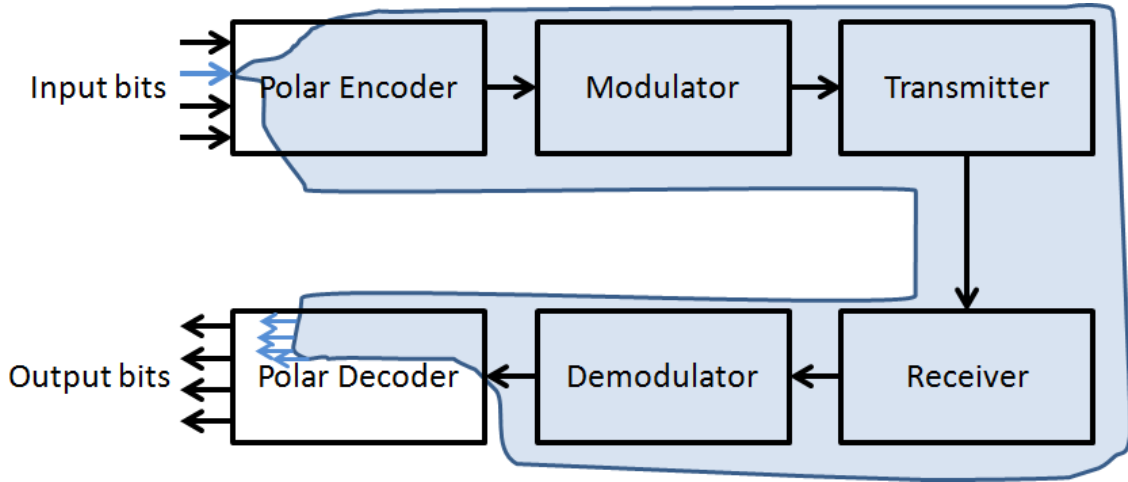 Input bits
Polar Encoder
Modulator
Transmitter
Output bits
Polar Decoder
Demodulator
Receiver